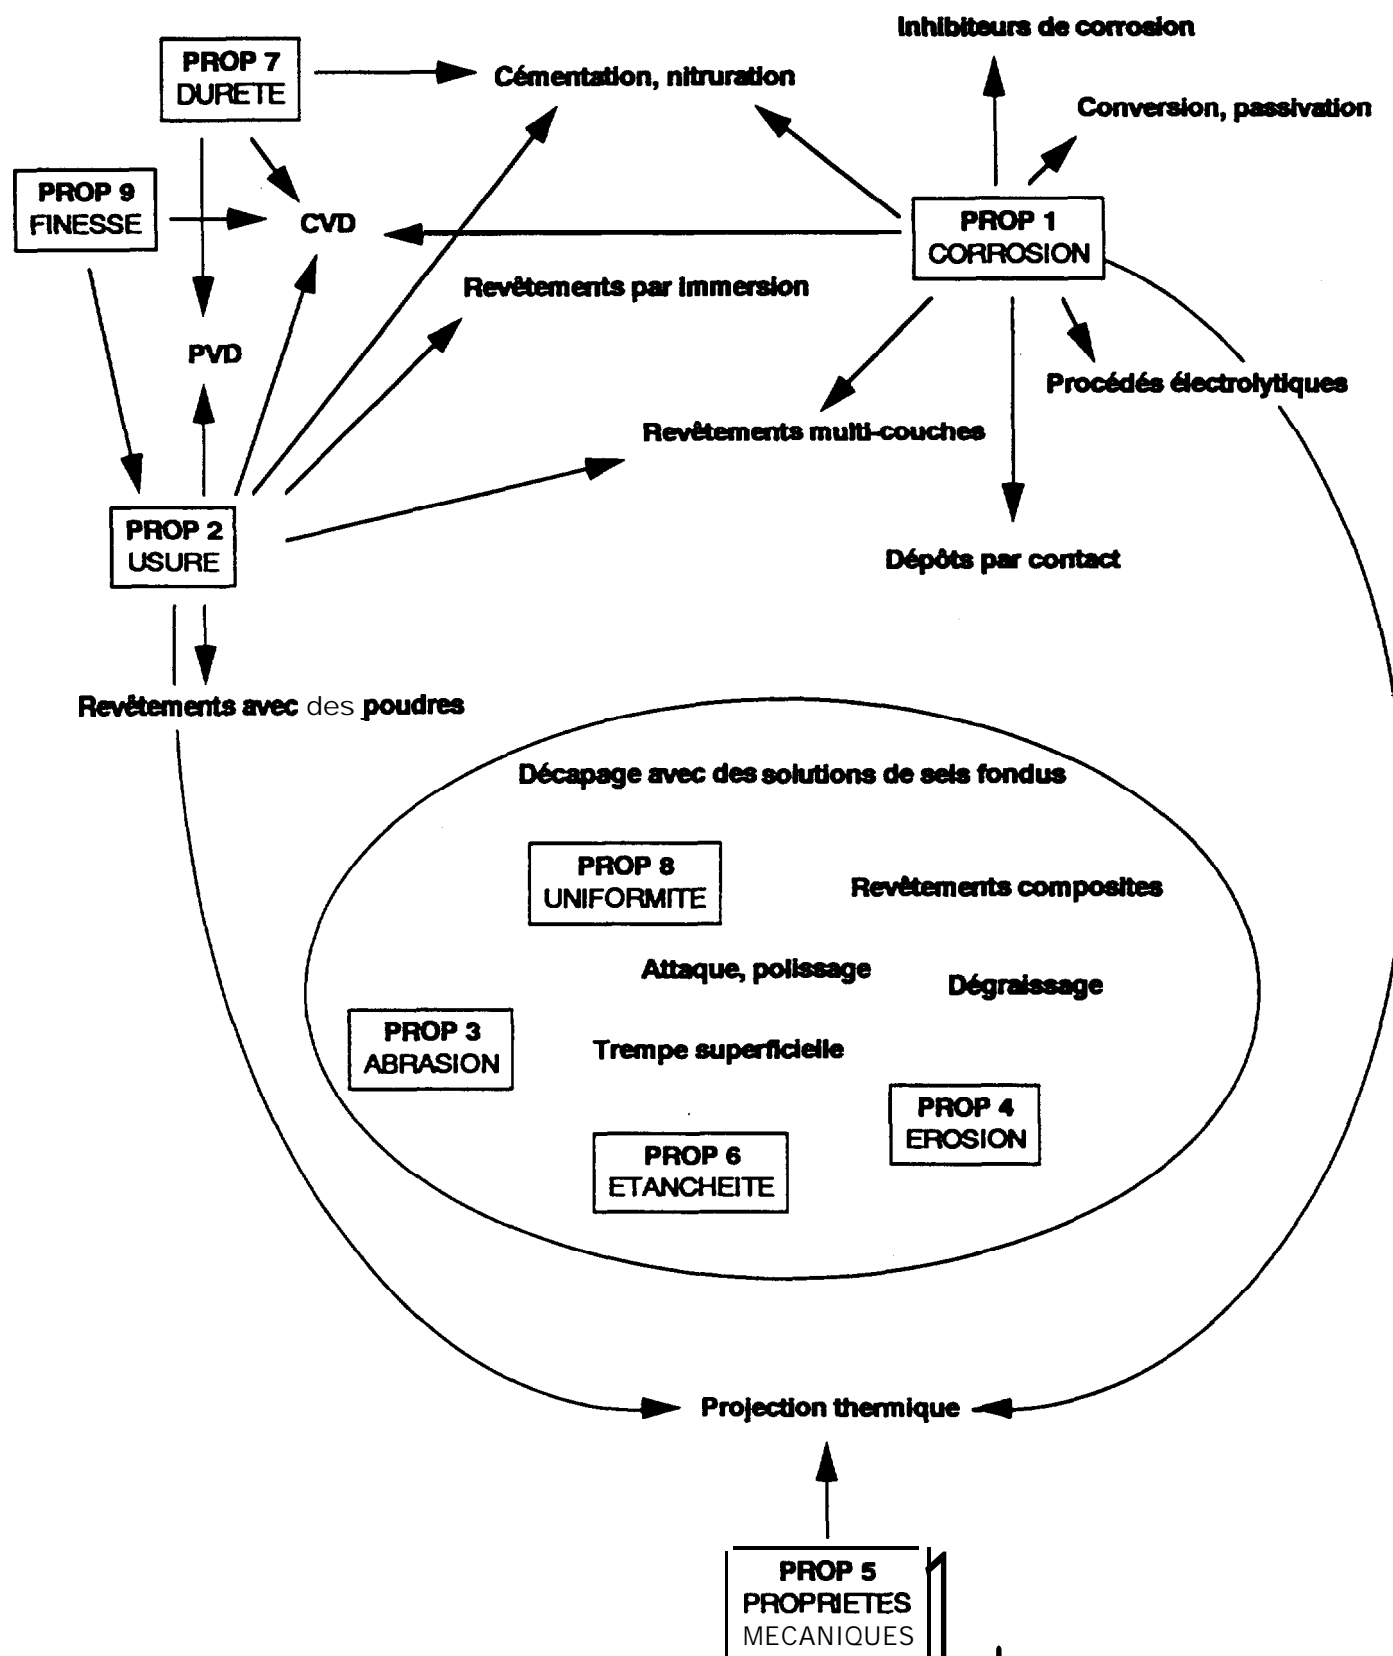 Inhibiteurs de corrosion
PROP 7
DURETE
Cémentation, nitruration
Conversion, passivation
PROP 9
FINESSE
CVD
PROP 1
CORROSION
Revêtements par immersion
PVD
Procédés électrolytiques
Revêtements multi-couches
PROP 2
USURE
Dépôts par contact
Revêtements avec des poudres
Décapage avec des solutions de sels fondus
PROP 8
UNIFORMITE
Revêtements composites
Attaque, polissage
Dégraissage
PROP 3
ABRASION
Trempe superficielle
PROP 4
EROSION
PROP 6
ETANCHEITE
Projection thermique
PROP 5
PROPRIETES
MECANIQUES